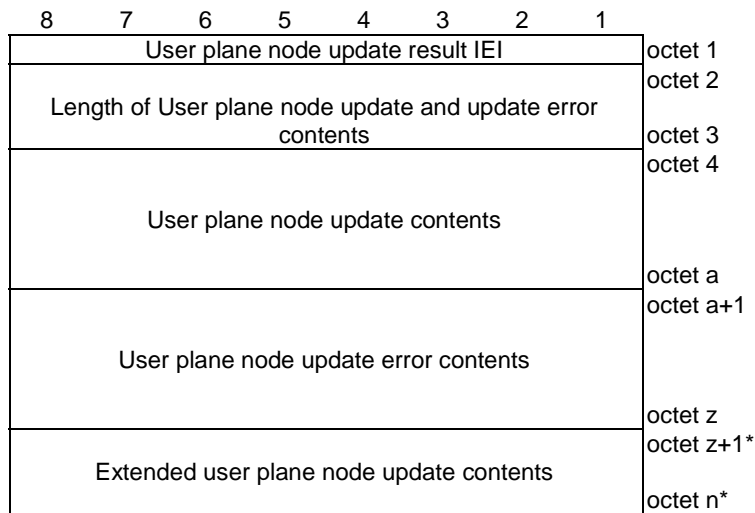 8 7 6 5 4 3 2 1
User plane node update result IEI octet 1
octet 2
Length of User plane node update and update error
contents octet 3
octet 4
User plane node update contents
octet a
octet a+1
User plane node update error contents
octet z
octet z+1*
Extended user plane node update contents
octet n*